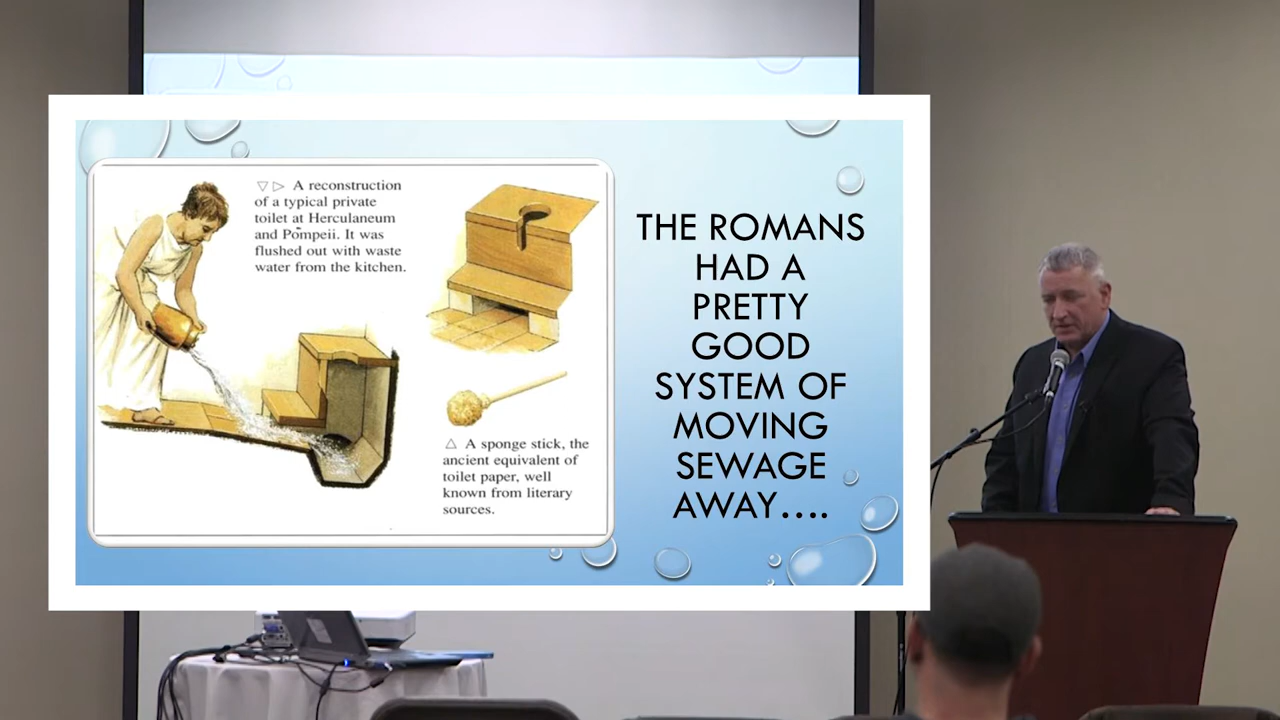 ▽ ▷ A reconstruction
of a typical private
toilet at Herculaneum
and Pompeii. It was
flushed out with waste
water from the kitchen.
△ A sponge stick, the
ancient equivalent of
toilet paper, well
known from literary
sources.
THE ROMANS
HAD A
PRETTY
GOOD
SYSTEM OF
MOVING
SEWAGE
AWAY....